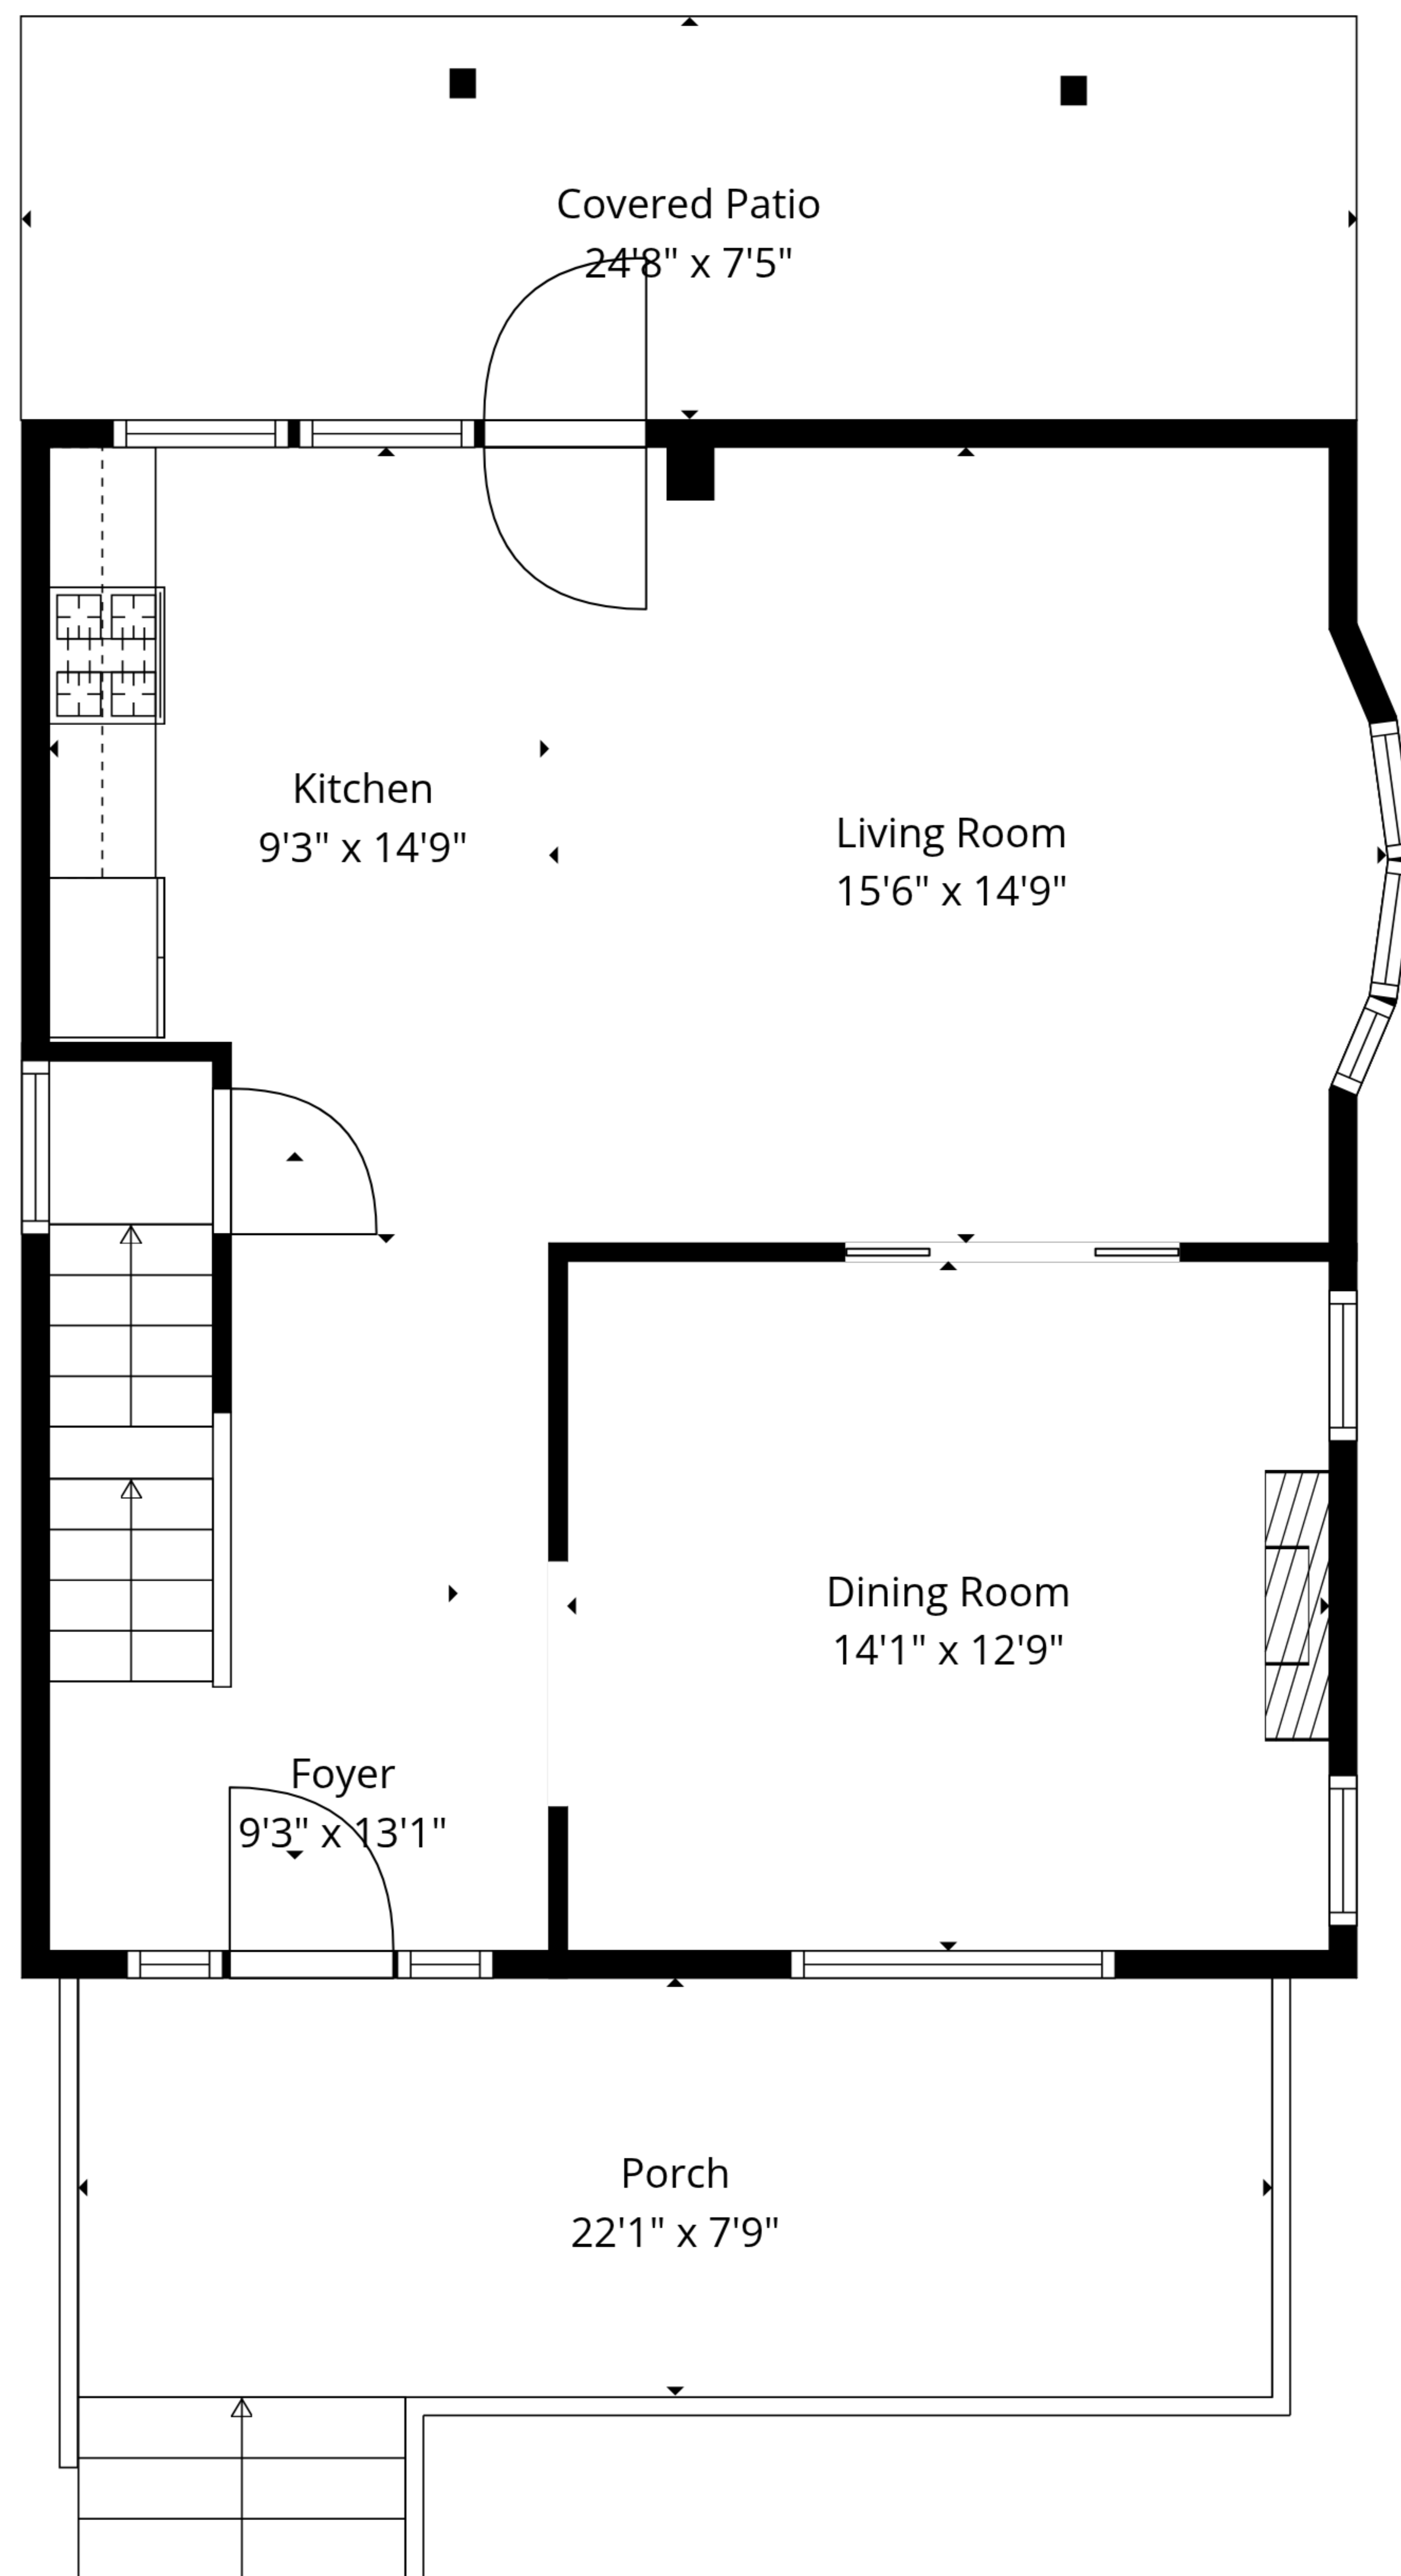 Covered Patio
24'8" x 7'5"
Kitchen
9'3" x 14'9"
Living Room
15'6" x 14'9"
Dining Room
14'1" x 12'9"
Foyer
9'3" x 13'1"
Porch
22'1" x 7'9"